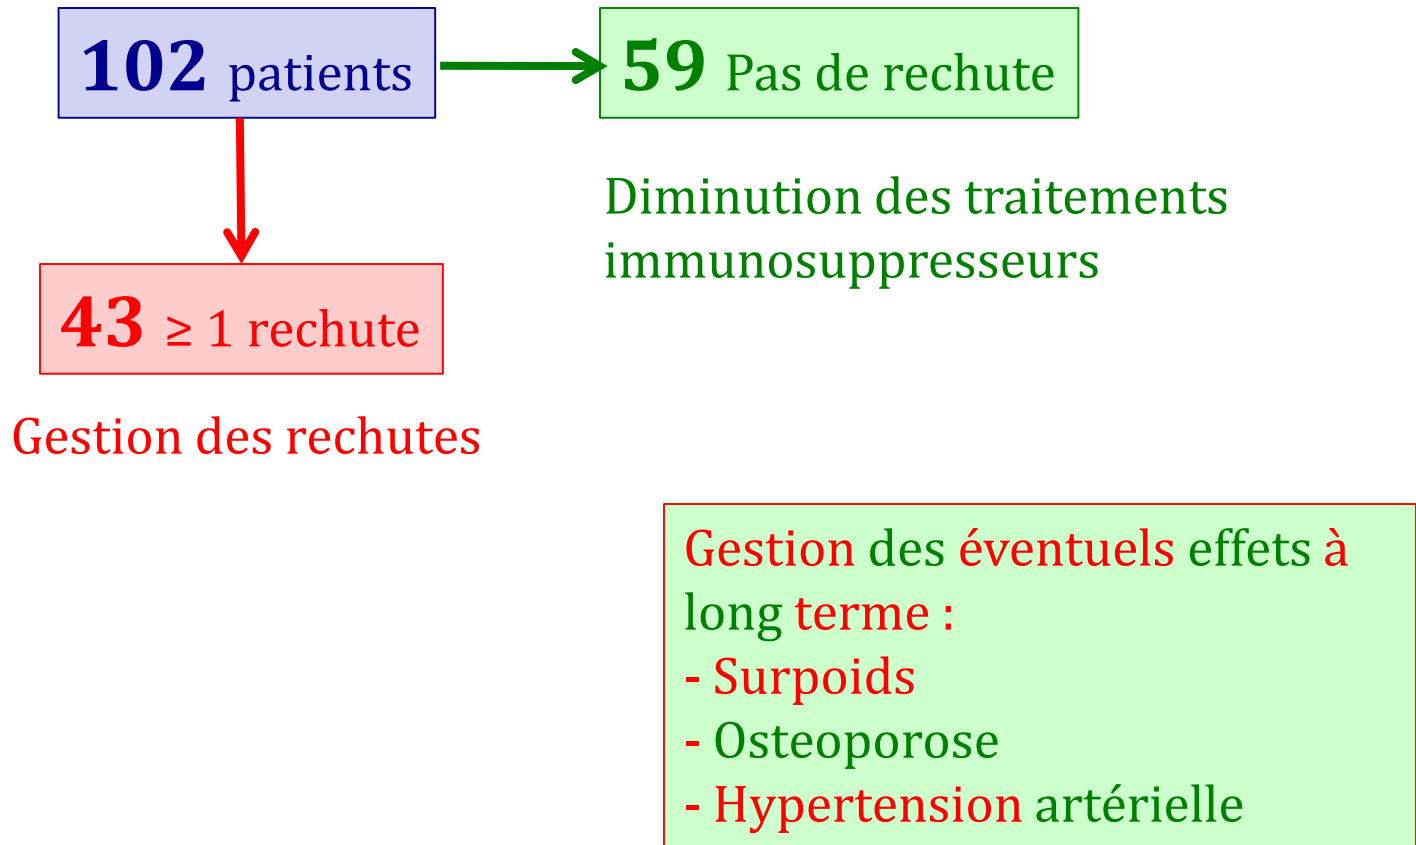 102 patients
59 Pas de rechute
Diminution des traitements
immunosuppresseurs
43 ≥ 1 rechute
Gestion des rechutes
Gestion des éventuels effets à
long terme :
- Surpoids
- Osteoporose
- Hypertension artérielle